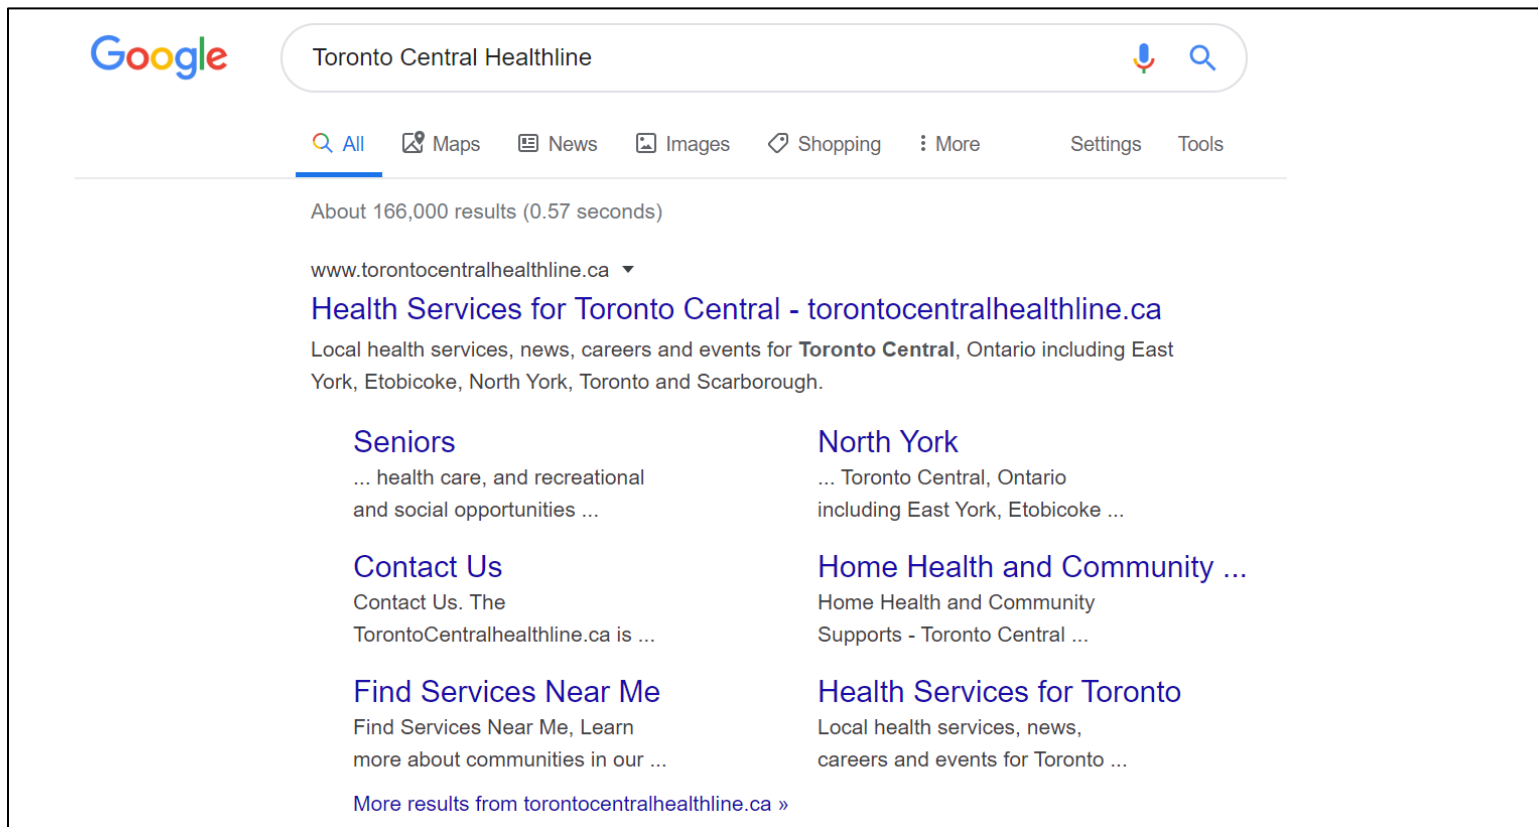 Google
Toronto Central Healthline
All Maps News Images Shopping More Settings Tools
About 166,000 results (0.57 seconds)
www.torontocentralhealthline.ca
Health Services for Toronto Central - torontocentralhealthline.ca
Local health services, news, careers and events for Toronto Central, Ontario including East
York, Etobicoke, North York, Toronto and Scarborough.
Seniors
... health care, and recreational
and social opportunities ...
North York
... Toronto Central, Ontario
including East York, Etobicoke ...
Contact Us
Contact Us. The
TorontoCentralhealthline.ca is ...
Home Health and Community ...
Home Health and Community
Supports - Toronto Central ...
Find Services Near Me
Find Services Near Me, Learn
more about communities in our ...
Health Services for Toronto
Local health services, news,
careers and events for Toronto ...
More results from torontocentralhealthline.ca »